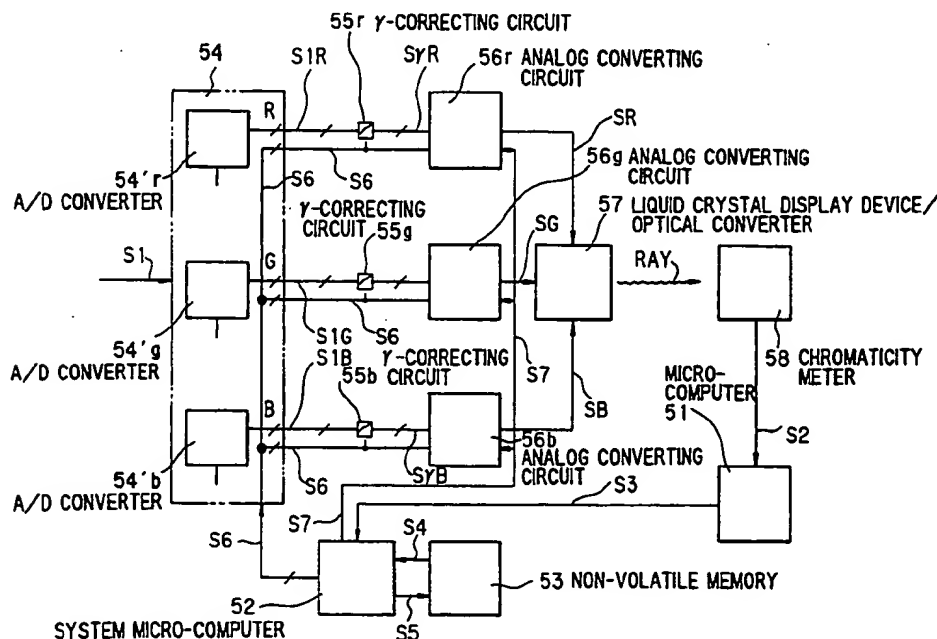 55r γ-CORRECTING CIRCUIT
54
S1R
SγR
56r ANALOG CONVERTING
CIRCUIT
R
SR
54'r
A/D CONVERTER
S6
S6
56g ANALOG CONVERTING
CIRCUIT
γ-CORRECTING
CIRCUIT
55g
57 LIQUID CRYSTAL DISPLAY DEVICE/
OPTICAL CONVERTER
S1
G
SG
RAY
54'g
A/D CONVERTER
S1G
S6
S1B
γ-CORRECTING
CIRCUIT
55b
S7
SB
58 CHROMATICITY
METER
MICRO-
COMPUTER
51
B
S2
54'b
A/D CONVERTER
S6
SγB
56b
ANALOG CONVERTING
CIRCUIT
S3
S6
S7
S4
52
S5
53 NON-VOLATILE MEMORY
SYSTEM MICRO-COMPUTER